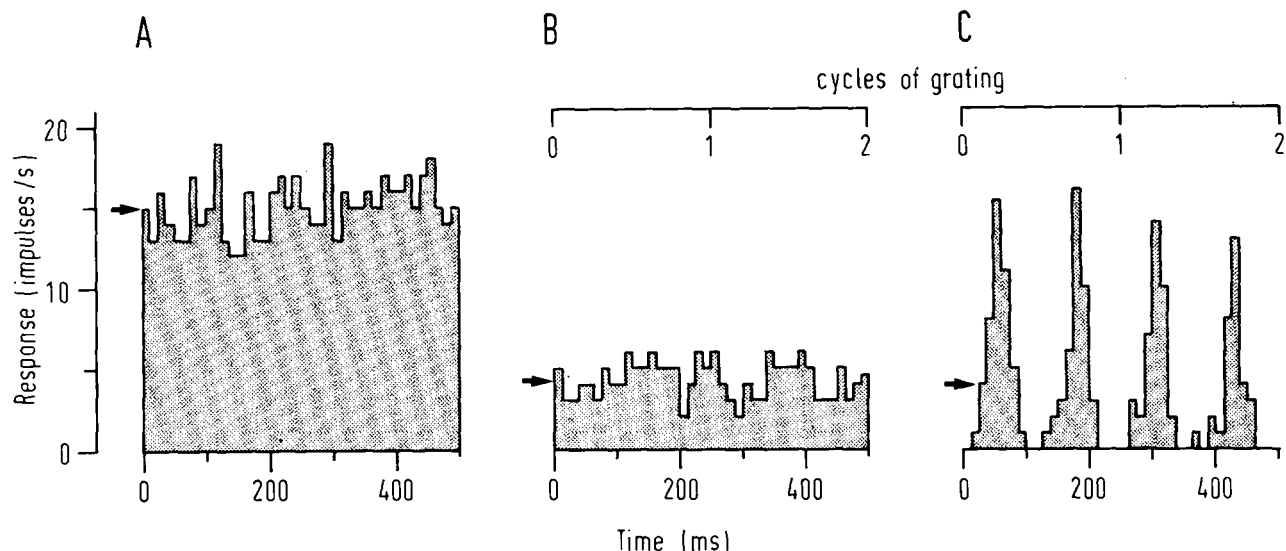 A
B
C
cycles of grating
0 1 2
0 1 2
Response (impulses/s)
20
10
0
0 200 400
0 200 400
0 200 400
Time (ms)